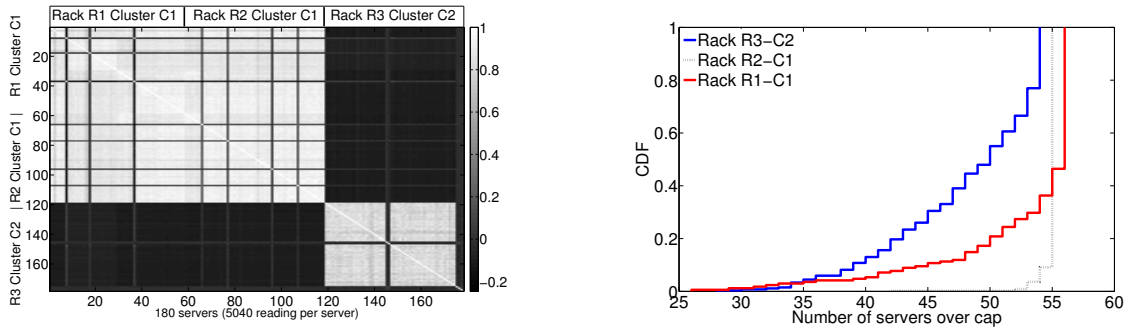 Rack R1 Cluster C1 | Rack R2 Cluster C1 | Rack R3 Cluster C2
R3 Cluster C2 | R2 Cluster C1 | R1 Cluster C1
20
40
60
80
100
120
140
160
20 40 60 80 100 120 140 160
180 servers (5040 reading per server)
1
0.8
0.6
0.4
0.2
0
−0.2
Rack R3−C2
Rack R2−C1
Rack R1−C1
CDF
1
0.8
0.6
0.4
0.2
0
25 30 35 40 45 50 55 60
Number of servers over cap